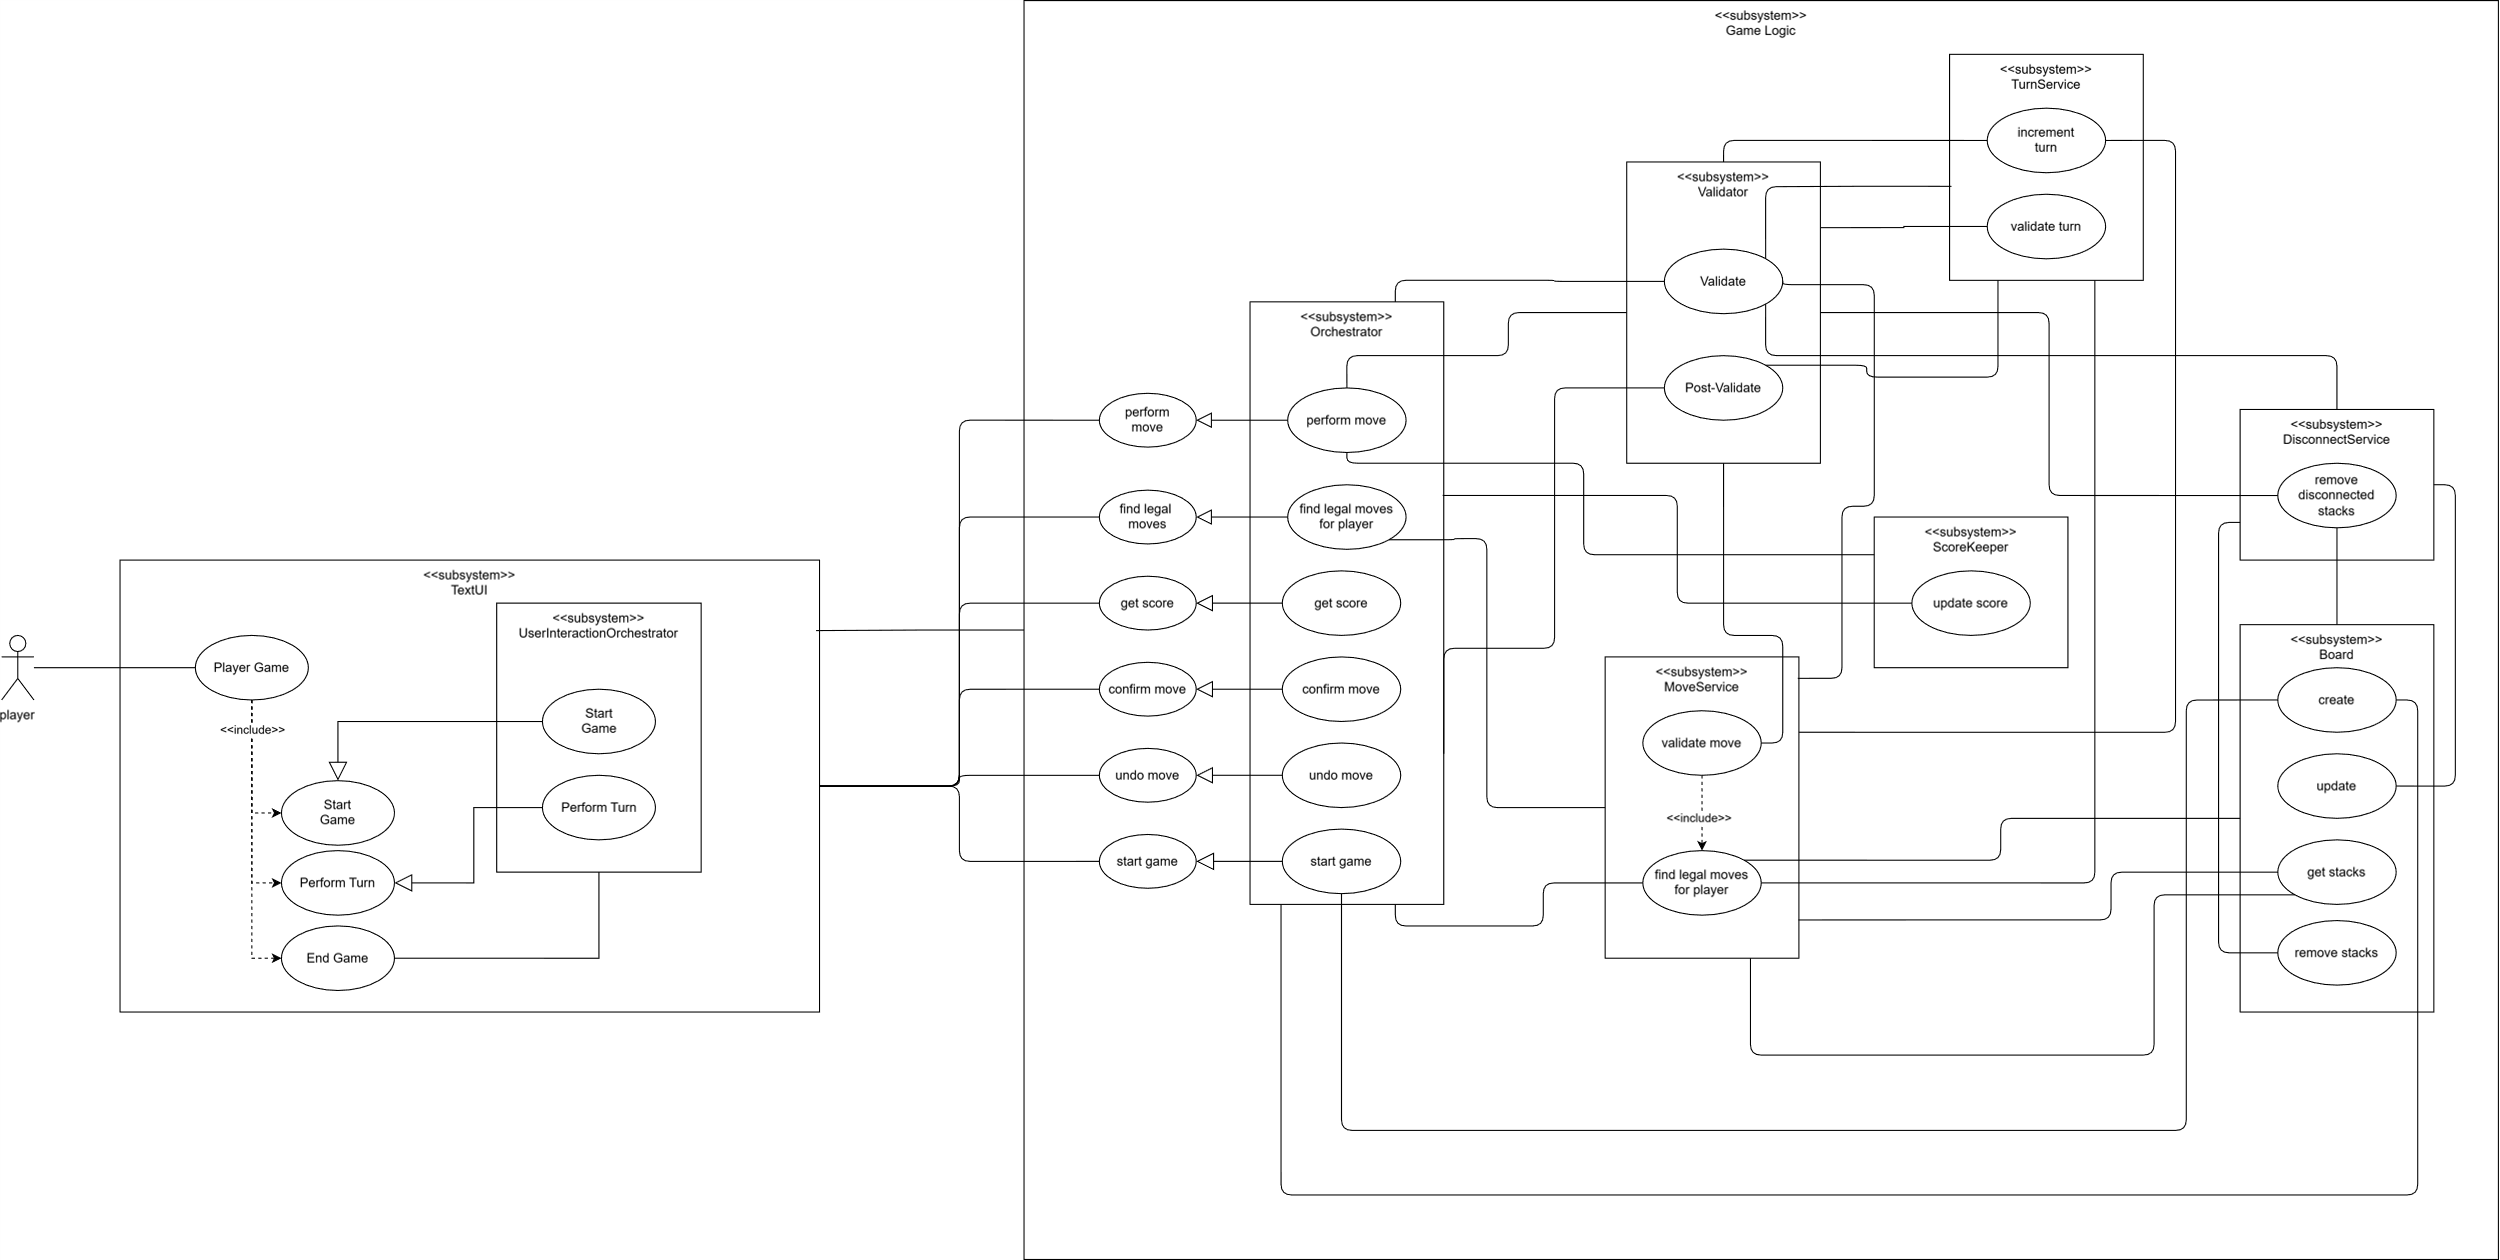 <<subsystem>>
Game Logic
<<subsystem>>
TurnService
increment
turn
validate turn
<<subsystem>>
Validator
Validate
Post-Validate
<<subsystem>>
Orchestrator
perform move
find legal moves
for player
get score
confirm move
undo move
start game
perform
move
find legal
moves
get score
confirm move
undo move
start game
<<subsystem>>
DisconnectService
remove
disconnected
stacks
<<subsystem>>
ScoreKeeper
update score
<<subsystem>>
MoveService
validate move
<<include>>
find legal moves
for player
<<subsystem>>
Board
create
update
get stacks
remove stacks
<<subsystem>>
TextUI
<<subsystem>>
UserInteractionOrchestrator
Start
Game
Perform Turn
player
Player Game
<<include>>
Start
Game
Perform Turn
End Game